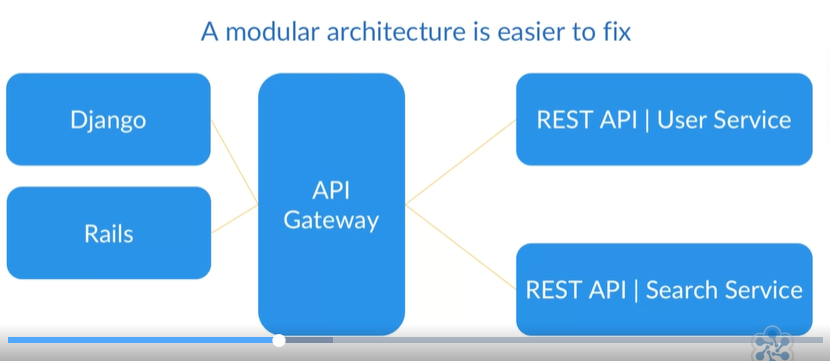 A modular architecture is easier to fix
Django
Rails
API
Gateway
REST API | User Service
REST API | Search Service